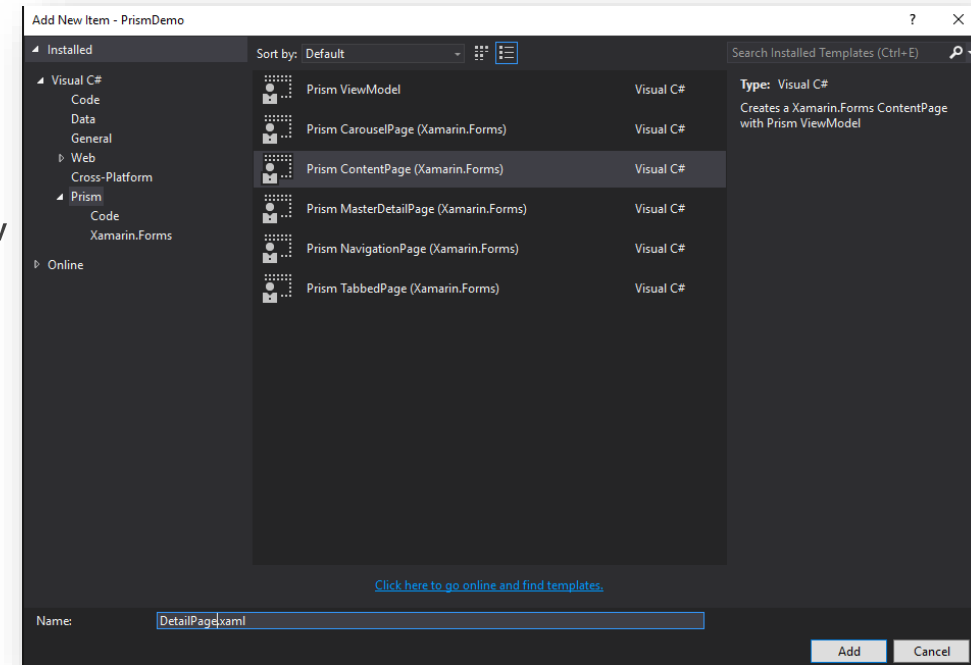 Add New Item - PrismDemo
? ×
Installed
Sort by: Default
Search Installed Templates (Ctrl+E)
Visual C#
Code
Data
General
Web
Cross-Platform
Prism
Code
Xamarin.Forms
Online
Prism ViewModel Visual C#
Prism CarouselPage (Xamarin.Forms) Visual C#
Prism ContentPage (Xamarin.Forms) Visual C#
Prism MasterDetailPage (Xamarin.Forms) Visual C#
Prism NavigationPage (Xamarin.Forms) Visual C#
Prism TabbedPage (Xamarin.Forms) Visual C#
Type: Visual C#
Creates a Xamarin.Forms ContentPage
with Prism ViewModel
Click here to go online and find templates.
Name: DetailPage.xaml
Add Cancel